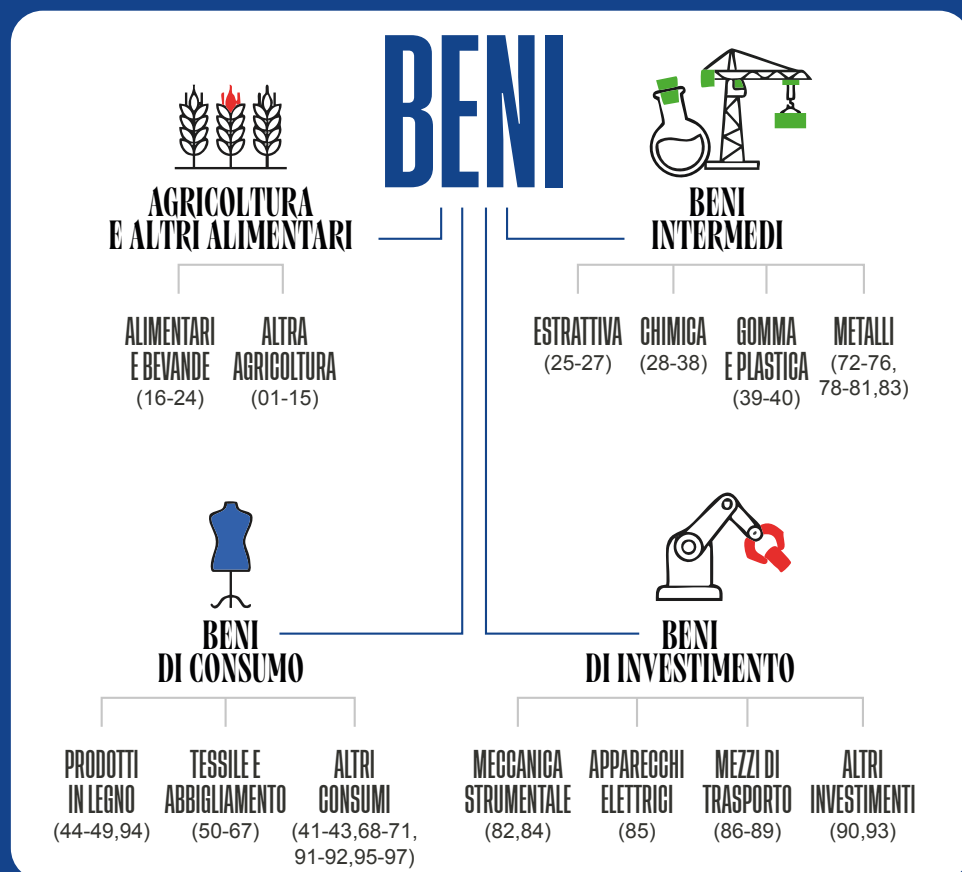 BENI
AGRICOLTURA
E ALTRI ALIMENTARI
ALIMENTARI
E BEVANDE
(16-24)
ALTRA
AGRICOLTURA
(01-15)
BENI
INTERMEDI
ESTRATTIVA
(25-27)
CHIMICA
(28-38)
GOMMA
E PLASTICA
(39-40)
METALLI
(72-76,
78-81,83)
BENI
DI CONSUMO
PRODOTTI
IN LEGNO
(44-49,94)
TESSILE E
ABBIGLIAMENTO
(50-67)
ALTRI
CONSUMI
(41-43,68-71,
91-92,95-97)
BENI
DI INVESTIMENTO
MECCANICA
STRUMENTALE
(82,84)
APPARECCHI
ELETTRICI
(85)
MEZZI DI
TRASPORTO
(86-89)
ALTRI
INVESTIMENTI
(90,93)